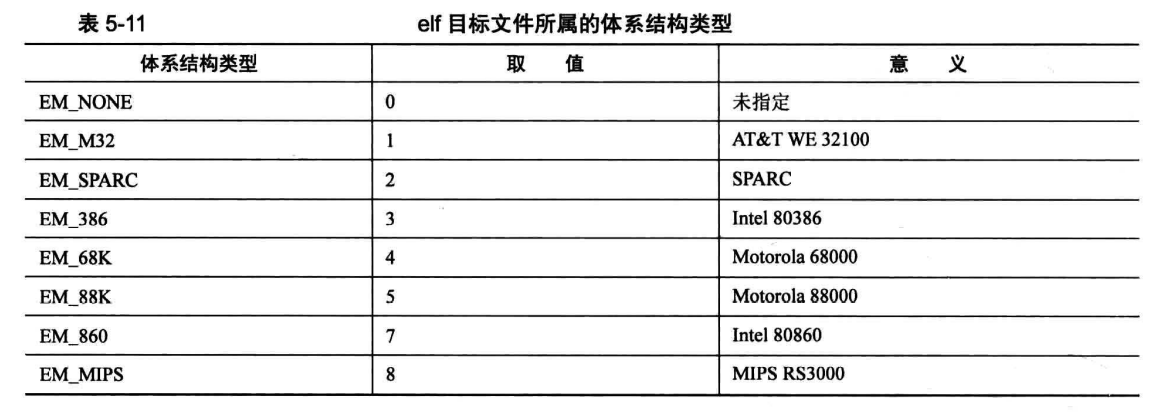 表 5-11 elf 目标文件所属的体系结构类型
体系结构类型 取 值 意 义
EM_NONE 0 未指定
EM_M32 1 AT&T WE 32100
EM_SPARC 2 SPARC
EM_386 3 Intel 80386
EM_68K 4 Motorola 68000
EM_88K 5 Motorola 88000
EM_860 7 Intel 80860
EM_MIPS 8 MIPS RS3000